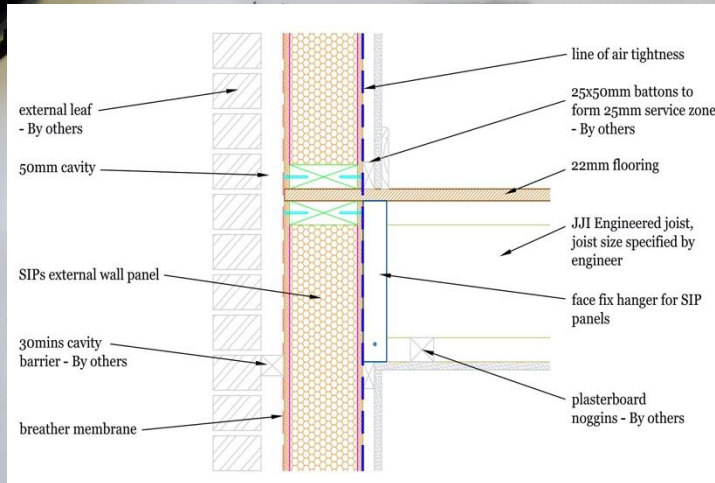 external leaf
- By others
50mm cavity
SIPs external wall panel
30mins cavity
barrier - By others
breather membrane
line of air tightness
25x50mm battons to
form 25mm service zone
- By others
22mm flooring
JJI Engineered joist,
joist size specified by
engineer
face fix hanger for SIP
panels
plasterboard
noggins - By others